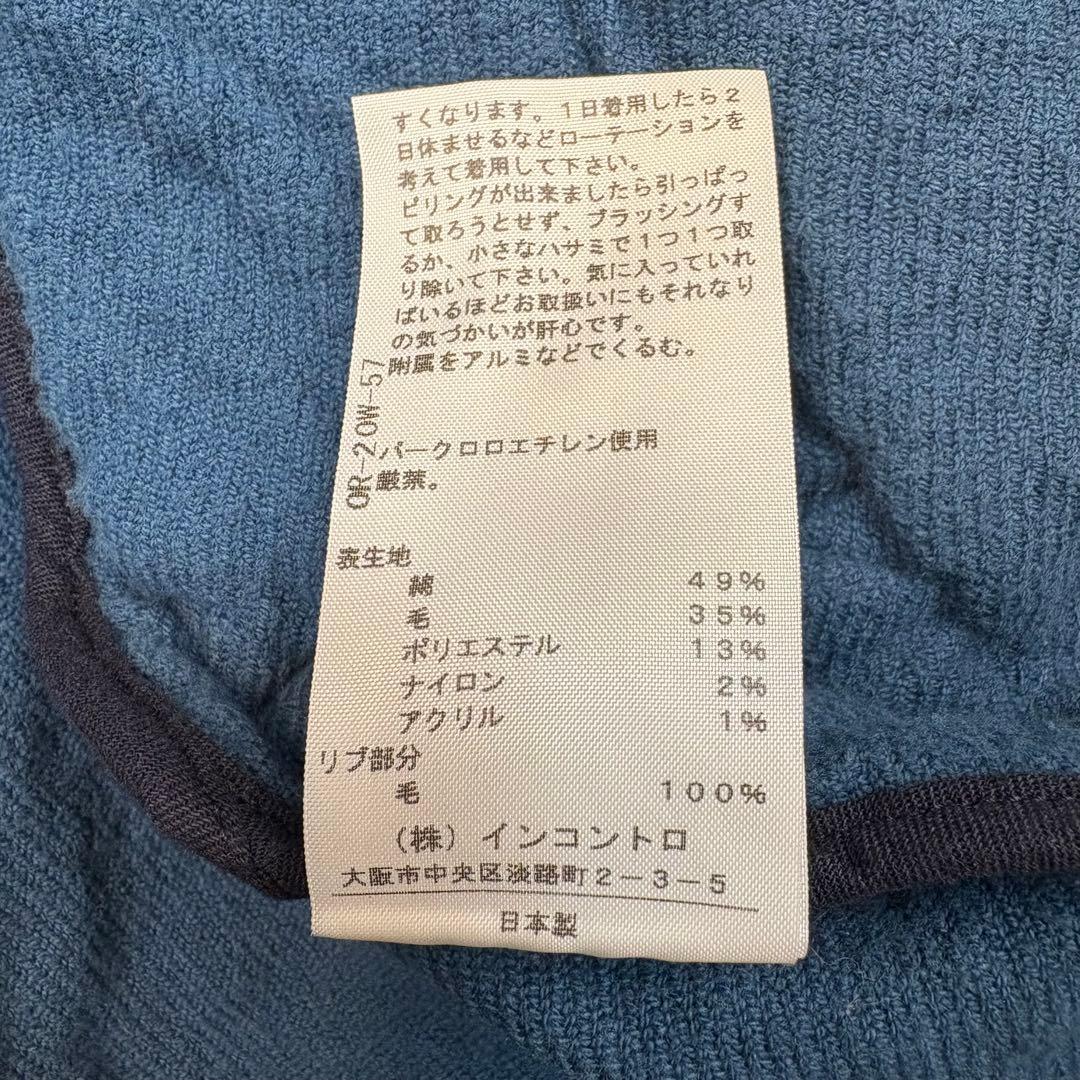 すくなります。1日着用したら2
日休ませるなどローテーションを
考えて着用して下さい。
ピリングが出来ましたら引っぱっ
て取ろうとせず、ブラッシングす
るか、小さなハサミで1つ1つ取
り除いて下さい。気に入っていれ
ばいるほどお取扱いにもそれなり
の気づかいが肝心です。
附属をアルミなどでくるむ。
OR-20W-57
パークロロエチレン使用
厳禁。
表生地
綿 49%
毛 35%
ポリエステル 13%
ナイロン 2%
アクリル 1%
リブ部分
毛 100%
(株)インコントロ
大阪市中央区淡路町2-3-5
日本製